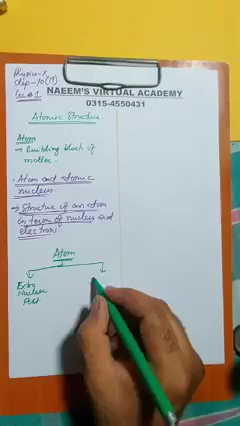 Physics-X
Chp-10(19)
Lec#1
NAEEM'S VIRTUAL ACADEMY
0315-4550431
Atomic Structure
Atom
→ Building block of
matter.
• Atom and atomic
nucleus.
→ Structure of an atom
in term of nucleus and
electrons.
Atom
Extra
Nuclear
Part